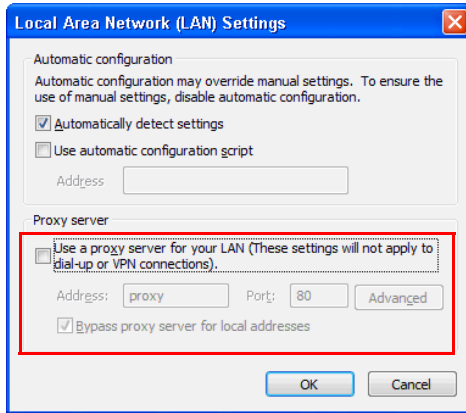 Local Area Network (LAN) Settings
Automatic configuration
Automatic configuration may override manual settings. To ensure the
use of manual settings, disable automatic configuration.
Automatically detect settings
Use automatic configuration script
Address
Proxy server
Use a proxy server for your LAN (These settings will not apply to
dial-up or VPN connections).
Address: proxy Port: 80 Advanced
Bypass proxy server for local addresses
OK Cancel